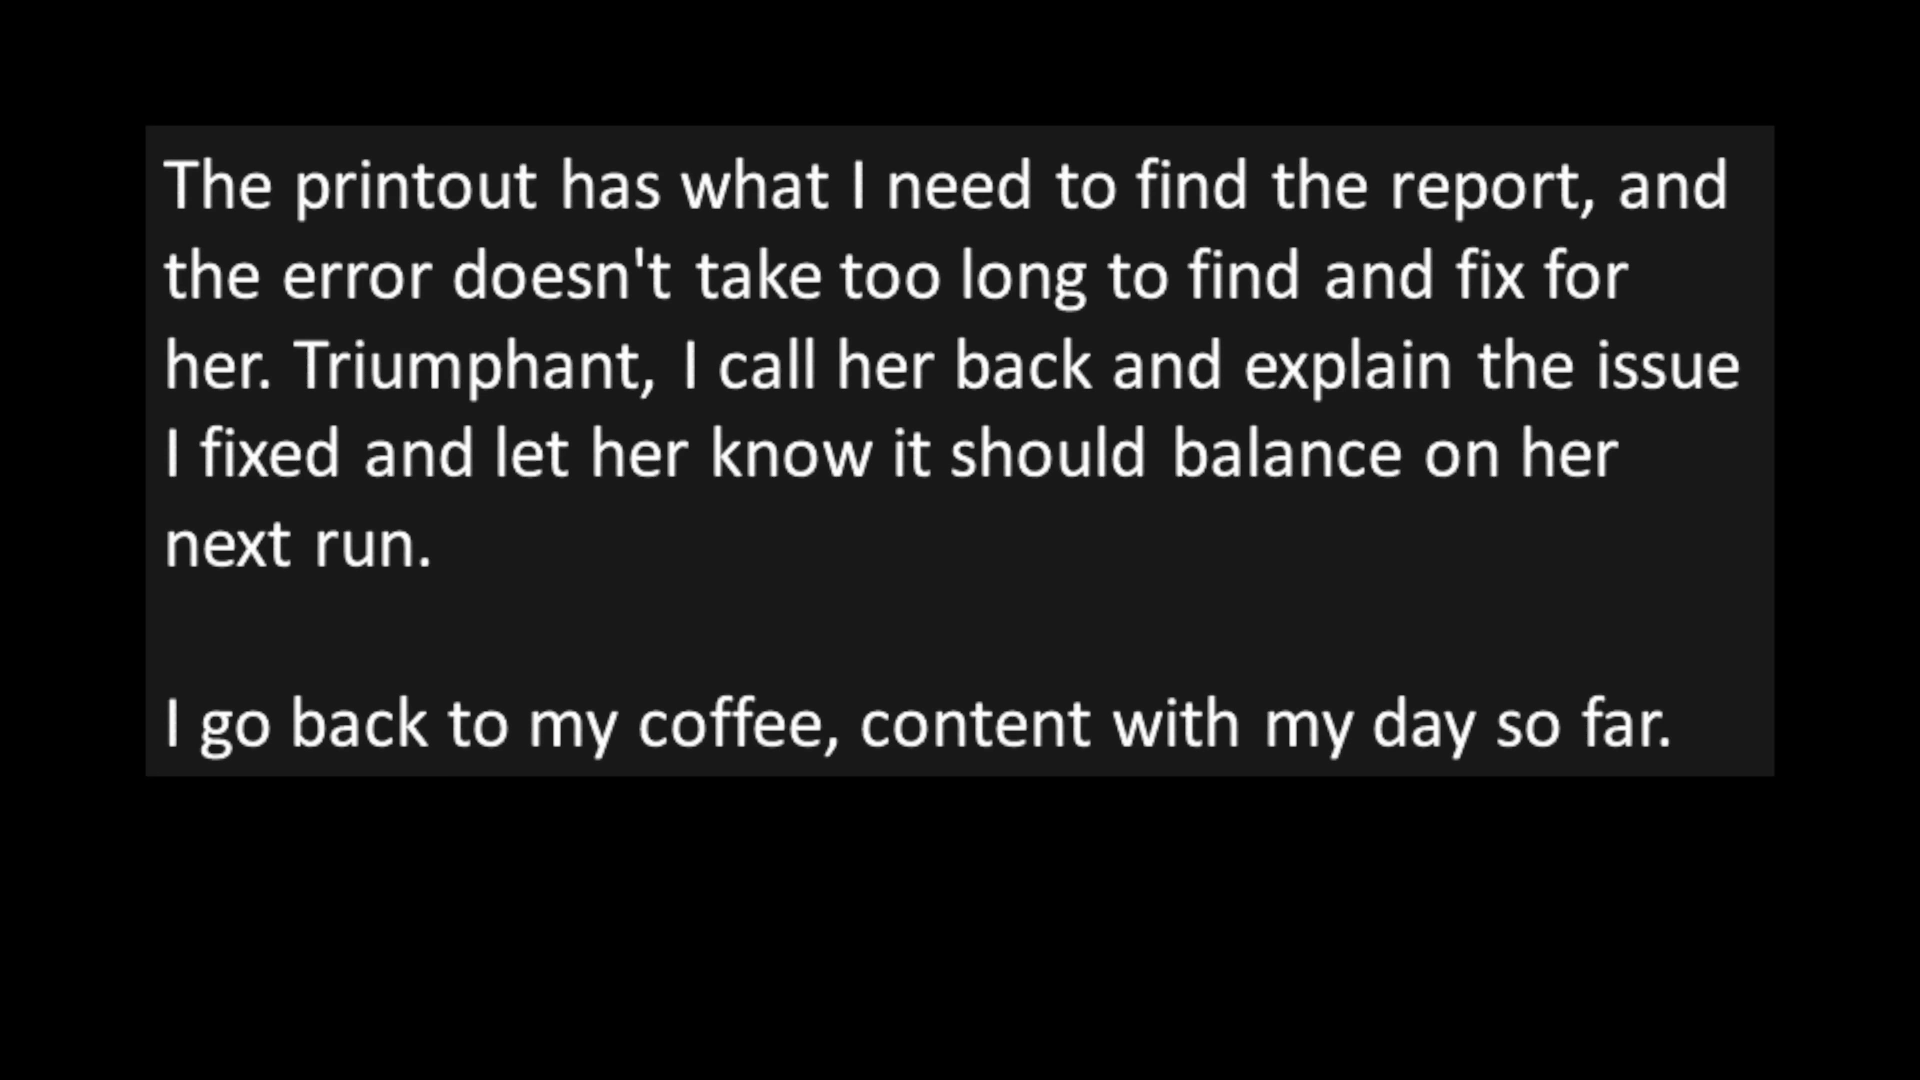 The printout has what I need to find the report, and
the error doesn't take too long to find and fix for
her. Triumphant, I call her back and explain the issue
I fixed and let her know it should balance on her
next run.
I go back to my coffee, content with my day so far.